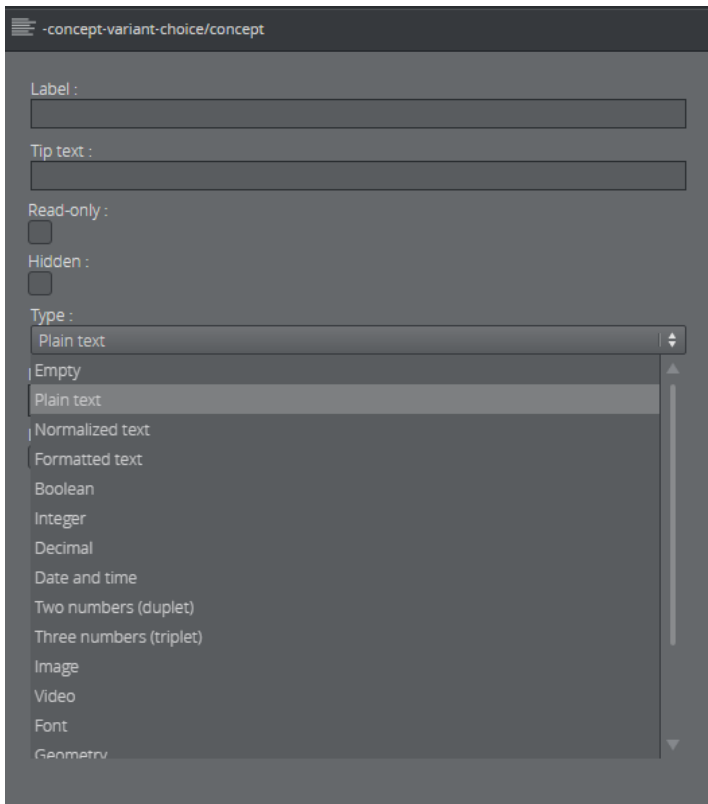 -concept-variant-choice/concept
Label :
Tip text :
Read-only :
Hidden :
Type :
Plain text
Empty
Plain text
Normalized text
Formatted text
Boolean
Integer
Decimal
Date and time
Two numbers (duplet)
Three numbers (triplet)
Image
Video
Font
Geometry